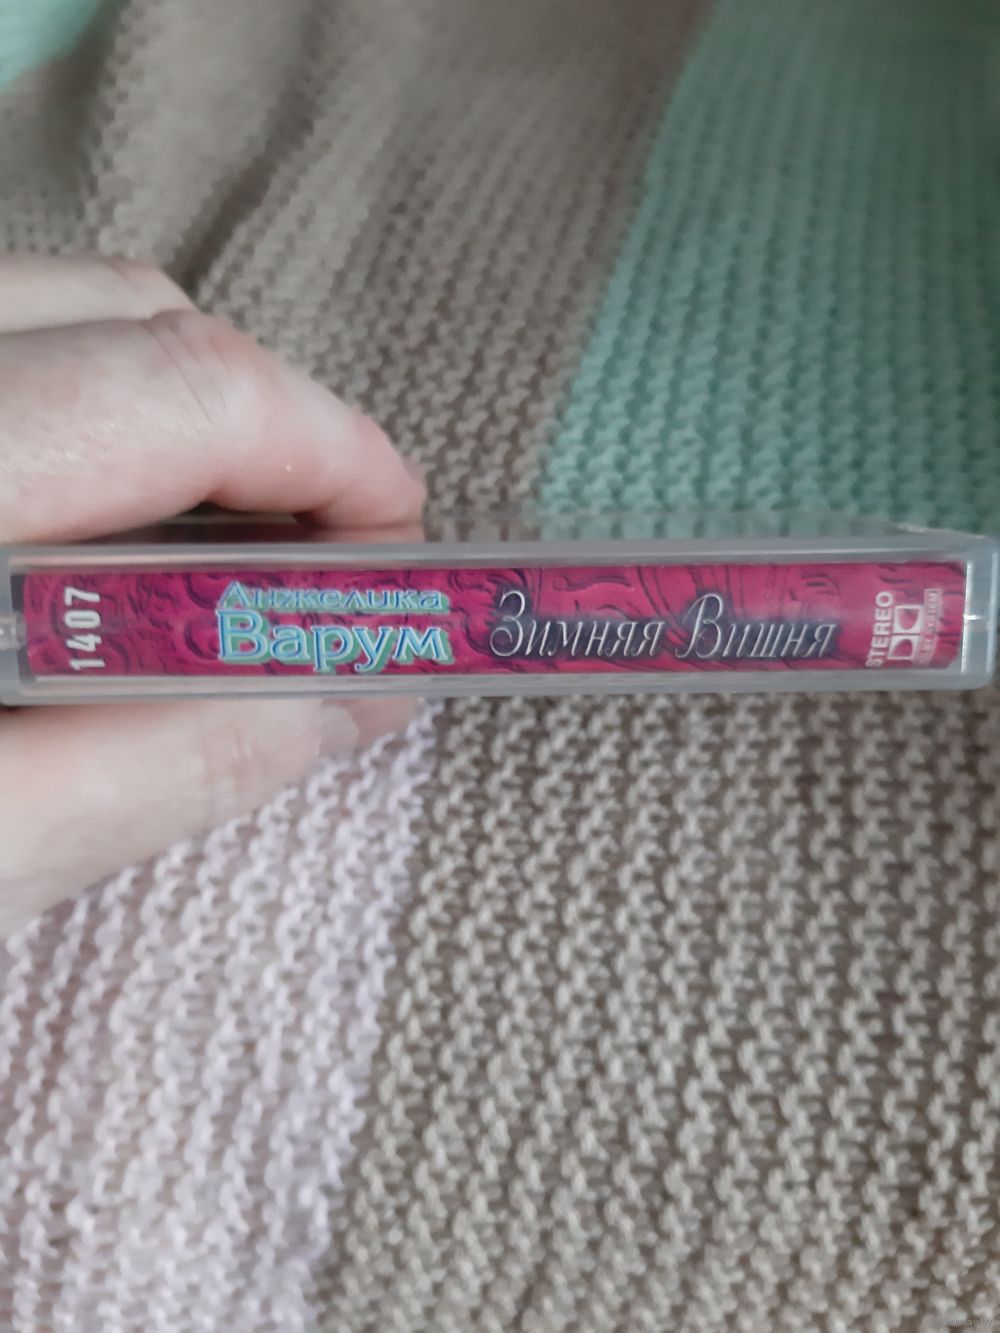 1407
Анжелика
Варум
Зимняя Вишня
STEREO